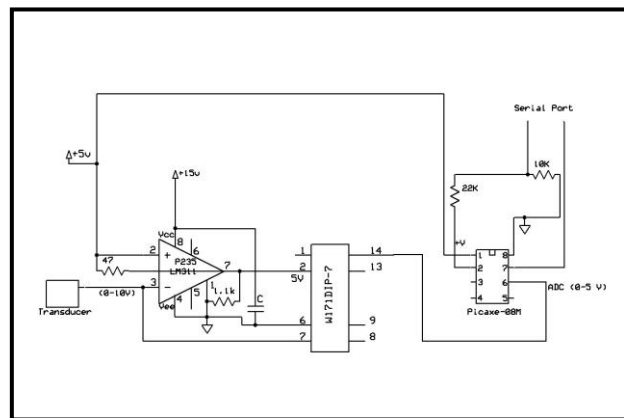 Serial Port
+5v
10K
+15v
22K
Vcc
8
6
+V
2
+
P235
7
1
14
1
8
47
LM311
2
5V
13
2
7
3
-
1
W171DIP-7
3
6
ADC (0-5 V)
(0-10V)
5
1.1k
C
4
5
Transducer
Vee
4
6
9
Picaxe-08M
7
8